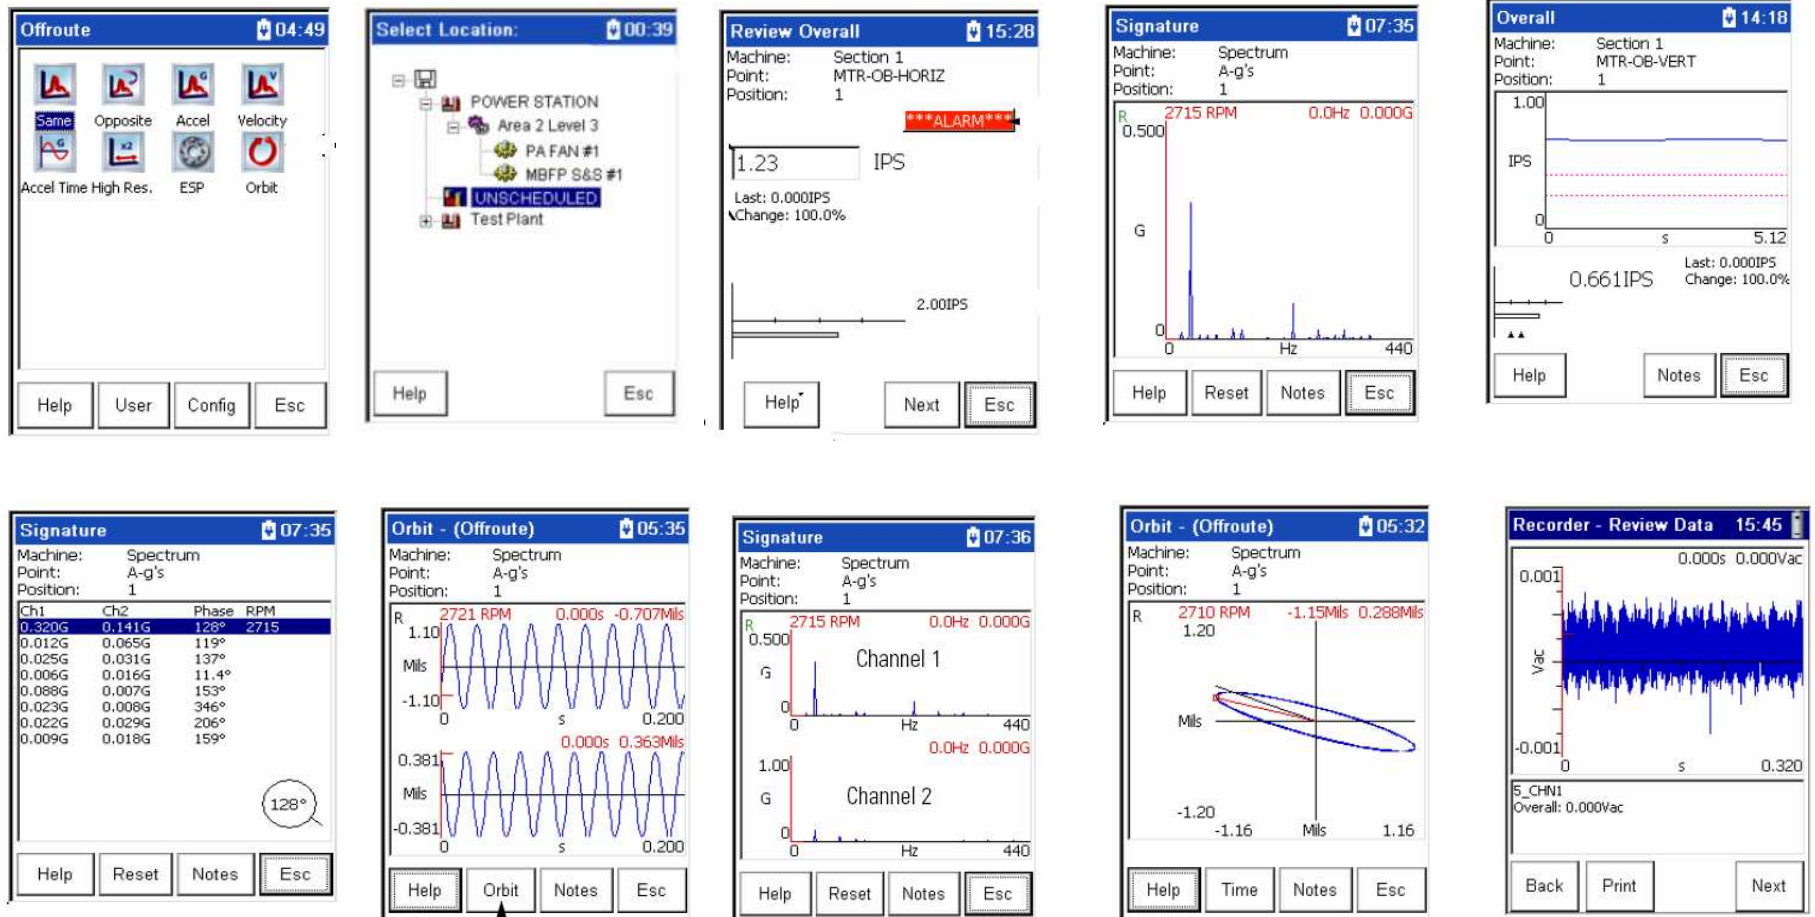 Offroute 04:49
Same Opposite Accel Velocity
Accel Time High Res. ESP Orbit
Help User Config Esc
Select Location: 00:39
POWER STATION
Area 2 Level 3
PA FAN #1
MBFP S&S #1
UNSCHEDULED
Test Plant
Help Esc
Review Overall 15:28
Machine: Section 1
Point: MTR-OB-HORIZ
Position: 1
***ALARM***
1.23 IPS
Last: 0.000IPS
Change: 100.0%
2.00IPS
Help Next Esc
Signature 07:35
Machine: Spectrum
Point: A-g's
Position: 1
R 2715 RPM 0.0Hz 0.000G
0.500
G
0
0 Hz 440
Help Reset Notes Esc
Overall 14:18
Machine: Section 1
Point: MTR-OB-VERT
Position: 1
1.00
IPS
0
0 s 5.12
Last: 0.000IPS
0.661IPS Change: 100.0%
Help Notes Esc
Signature 07:35
Machine: Spectrum
Point: A-g's
Position: 1
Ch1 Ch2 Phase RPM
0.320G 0.141G 128° 2715
0.012G 0.065G 119°
0.025G 0.031G 137°
0.006G 0.016G 11.4°
0.088G 0.007G 153°
0.023G 0.008G 346°
0.022G 0.029G 206°
0.009G 0.018G 159°
128°
Help Reset Notes Esc
Orbit - (Offroute) 05:35
Machine: Spectrum
Point: A-g's
Position: 1
R 2721 RPM 0.000s -0.707Mils
1.10
Mils
-1.10
0 s 0.200
0.000s 0.363Mils
0.381
Mils
-0.381
0 s 0.200
Help Orbit Notes Esc
Signature 07:36
Machine: Spectrum
Point: A-g's
Position: 1
R 2715 RPM 0.0Hz 0.000G
0.500
Channel 1
G
0
0 Hz 440
0.0Hz 0.000G
1.00
G Channel 2
0
0 Hz 440
Help Reset Notes Esc
Orbit - (Offroute) 05:32
Machine: Spectrum
Point: A-g's
Position: 1
R 2710 RPM -1.15Mils 0.288Mils
1.20
Mils
-1.20
-1.16 Mils 1.16
Help Time Notes Esc
Recorder - Review Data 15:45
0.000s 0.000Vac
0.001
Vac
-0.001
0 s 0.320
5_CHN1
Overall: 0.000Vac
Back Print Next